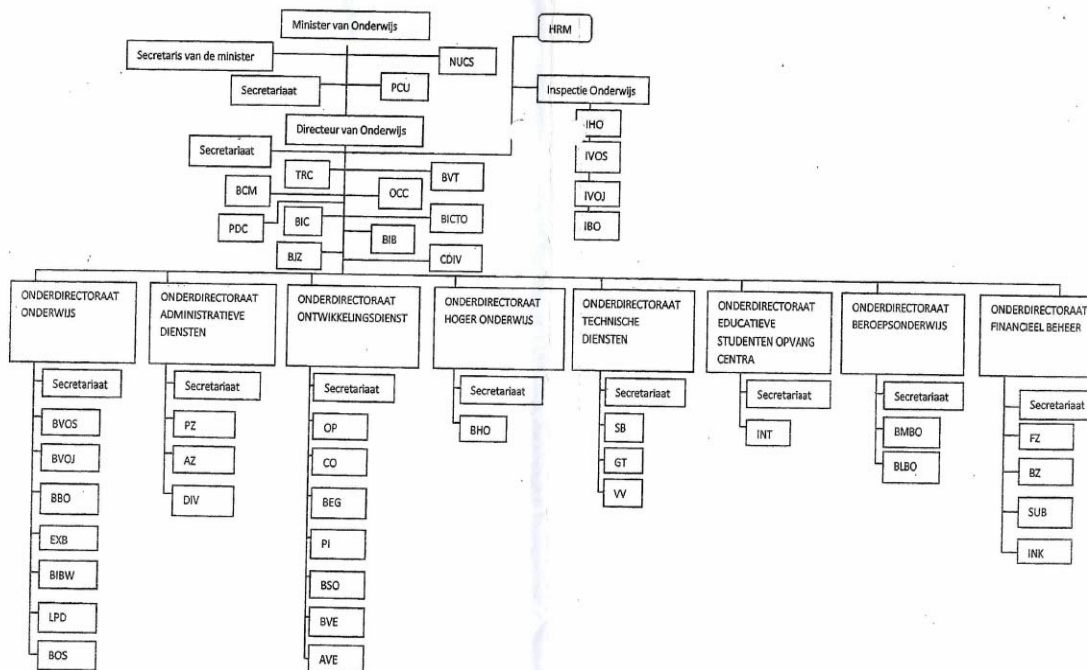 Minister van Onderwijs
HRM
Secretaris van de minister
NUCS
Secretariaat
PCU
Inspectie Onderwijs
IHO
IVOS
IVOJ
IBO
Directeur van Onderwijs
Secretariaat
TRC
BVT
BCM
OCC
PDC
BIC
BICTO
BIB
BJZ
CDIV
ONDERDIRECTORAAT
ONDERWIJS
Secretariaat
BVOS
BVOJ
BBO
EXB
BIBW
LPD
BOS
ONDERDIRECTORAAT
ADMINISTRATIEVE
DIENSTEN
Secretariaat
PZ
AZ
DIV
ONDERDIRECTORAAT
ONTWIKKELINGSDIENST
Secretariaat
OP
CO
BEG
PI
BSO
BVE
AVE
ONDERDIRECTORAAT
HOGER ONDERWIJS
Secretariaat
BHO
ONDERDIRECTORAAT
TECHNISCHE
DIENSTEN
Secretariaat
SB
GT
VV
ONDERDIRECTORAAT
EDUCATIEVE
STUDENTEN OPVANG
CENTRA
Secretariaat
INT
ONDERDIRECTORAAT
BEROEPSONDERWIJS
Secretariaat
BMBO
BLBO
ONDERDIRECTORAAT
FINANCIEEL BEHEER
Secretariaat
FZ
BZ
SUB
INK